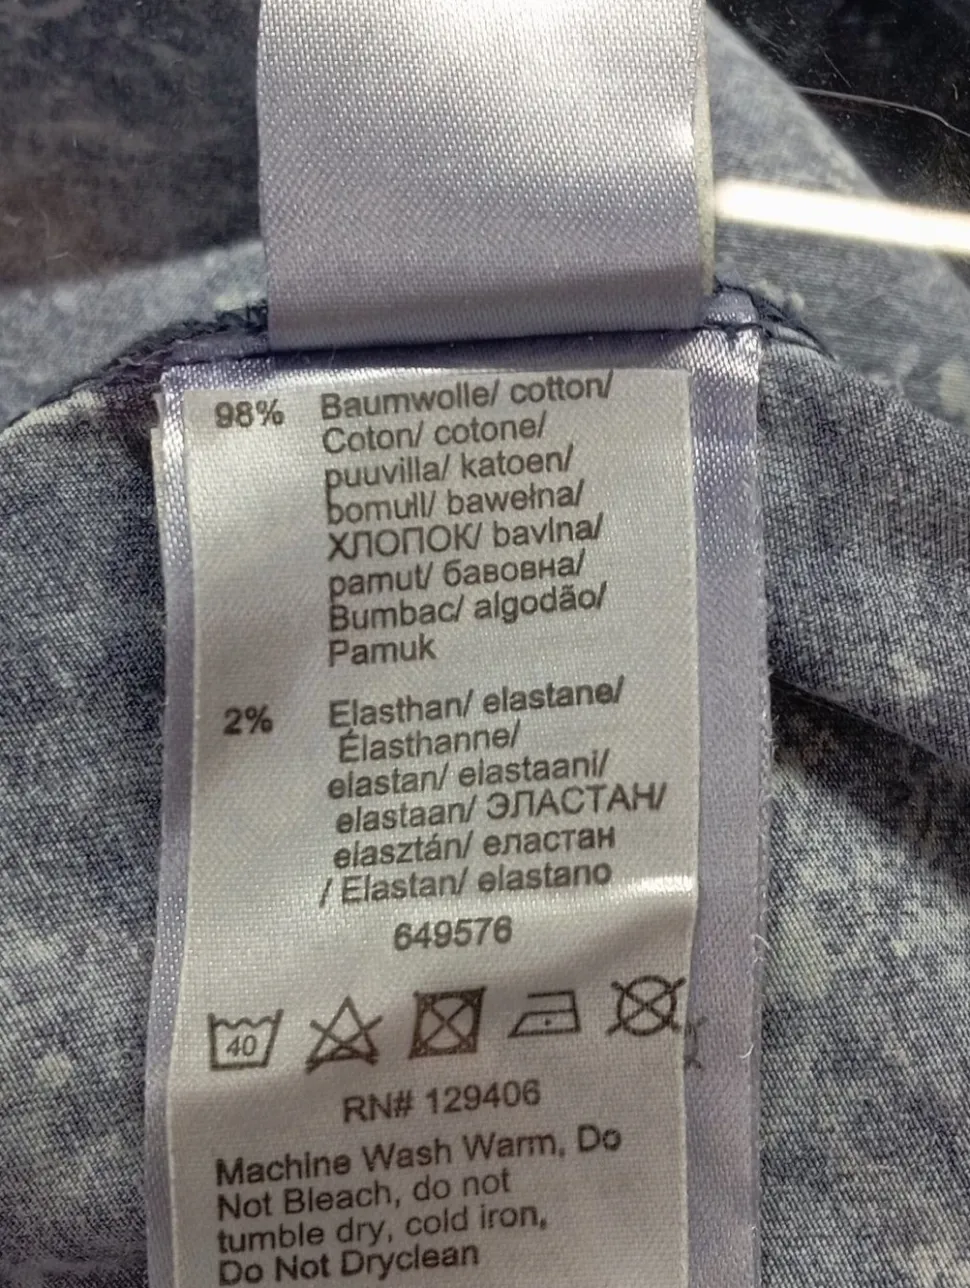 98% Baumwolle/ cotton/
Coton/ cotone/
puuvilla/ katoen/
bomull/ bawełna/
ХЛОПОК/ bavlna/
pamut/ бавовна/
Bumbac/ algodão/
Pamuk
2% Elasthan/ elastane/
Élasthanne/
elastan/ elastaani/
elastaan/ ЭЛАСТАН/
elasztán/ еластан
/ Elastan/ elastano
649576
40
RN# 129406
Machine Wash Warm, Do
Not Bleach, do not
tumble dry, cold iron,
Do Not Dryclean